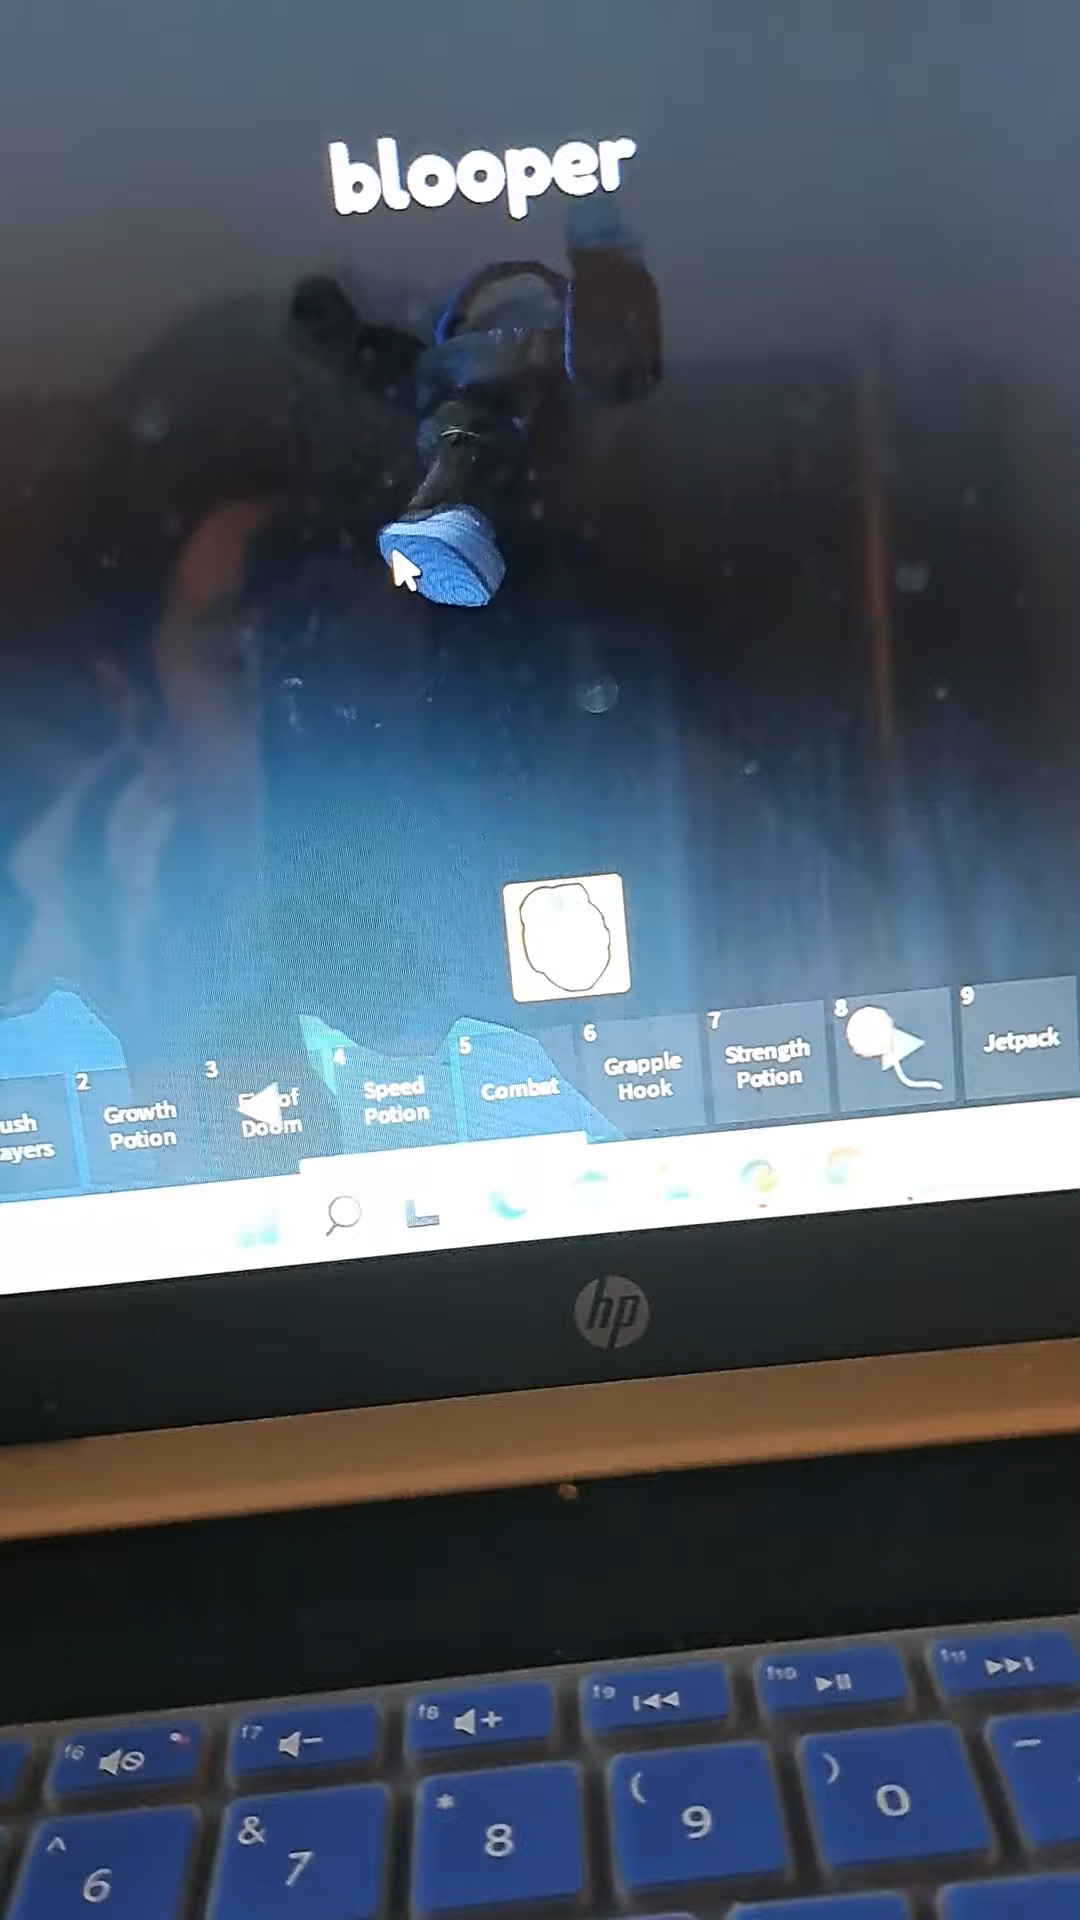 blooper
ush
ayers
2
Growth
Potion
3
of
Doom
4
Speed
Potion
5
Combat
6
Grapple
Hook
7
Strength
Potion
8
9
Jetpack
hp
f6
f7
f8
f9
f10
f11
^
6
&
7
*
8
(
9
)
0